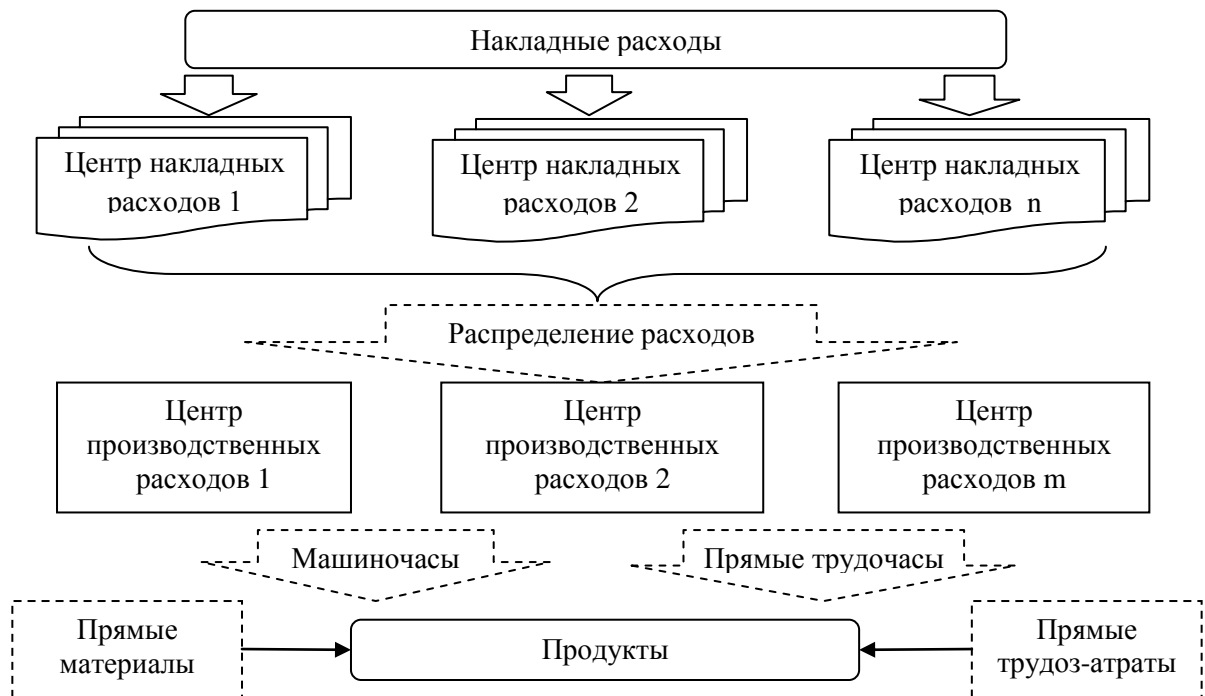 Накладные расходы
Центр накладных
расходов 1
Центр накладных
расходов 2
Центр накладных
расходов n
Распределение расходов
Центр
производственных
расходов 1
Центр
производственных
расходов 2
Центр
производственных
расходов m
Машиночасы
Прямые трудочасы
Прямые
материалы
Продукты
Прямые
трудоз-атраты